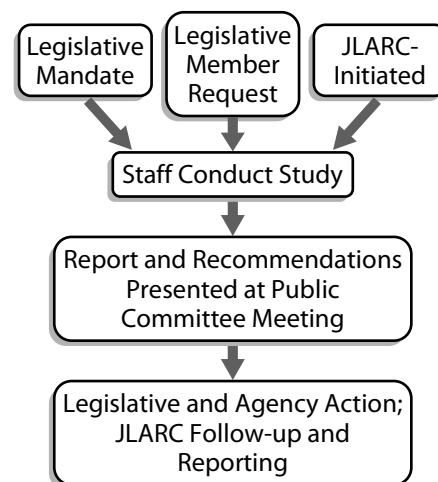 Legislative
Mandate
Legislative
Member
Request
JLARC-
Initiated
Staff Conduct Study
Report and Recommendations
Presented at Public
Committee Meeting
Legislative and Agency Action;
JLARC Follow-up and
Reporting